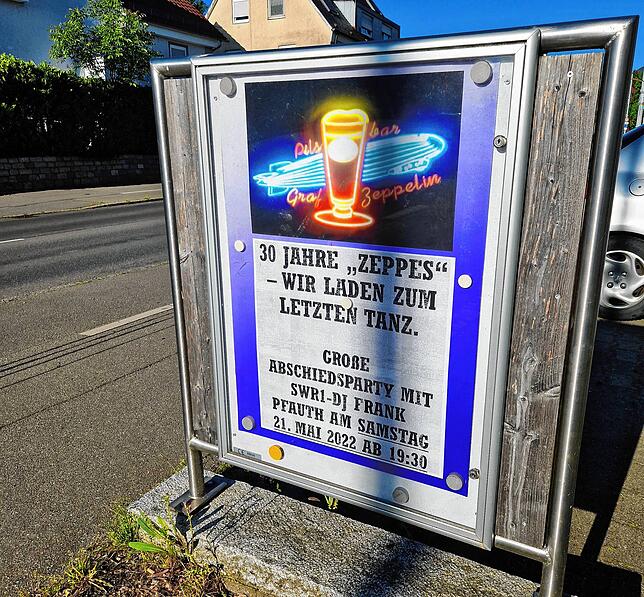 Pils bar
Graf Zeppelin
30 JAHRE „ZEPPES“
– WIR LADEN ZUM
LETZTEN TANZ.
GROßE
ABSCHIEDSPARTY MIT
SWR1-DJ FRANK
PFAUTH AM SAMSTAG
21. MAI 2022 AB 19:30